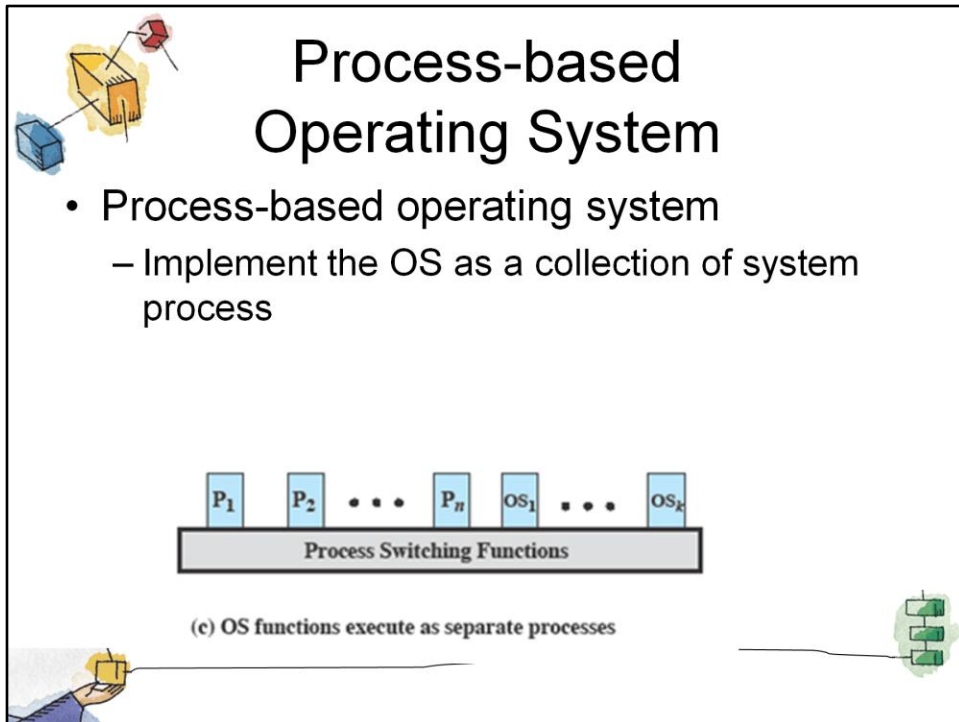 Process-based
Operating System
• Process-based operating system
– Implement the OS as a collection of system
process
P1 P2 • • • Pn OS1 • • • OSk
Process Switching Functions
(c) OS functions execute as separate processes